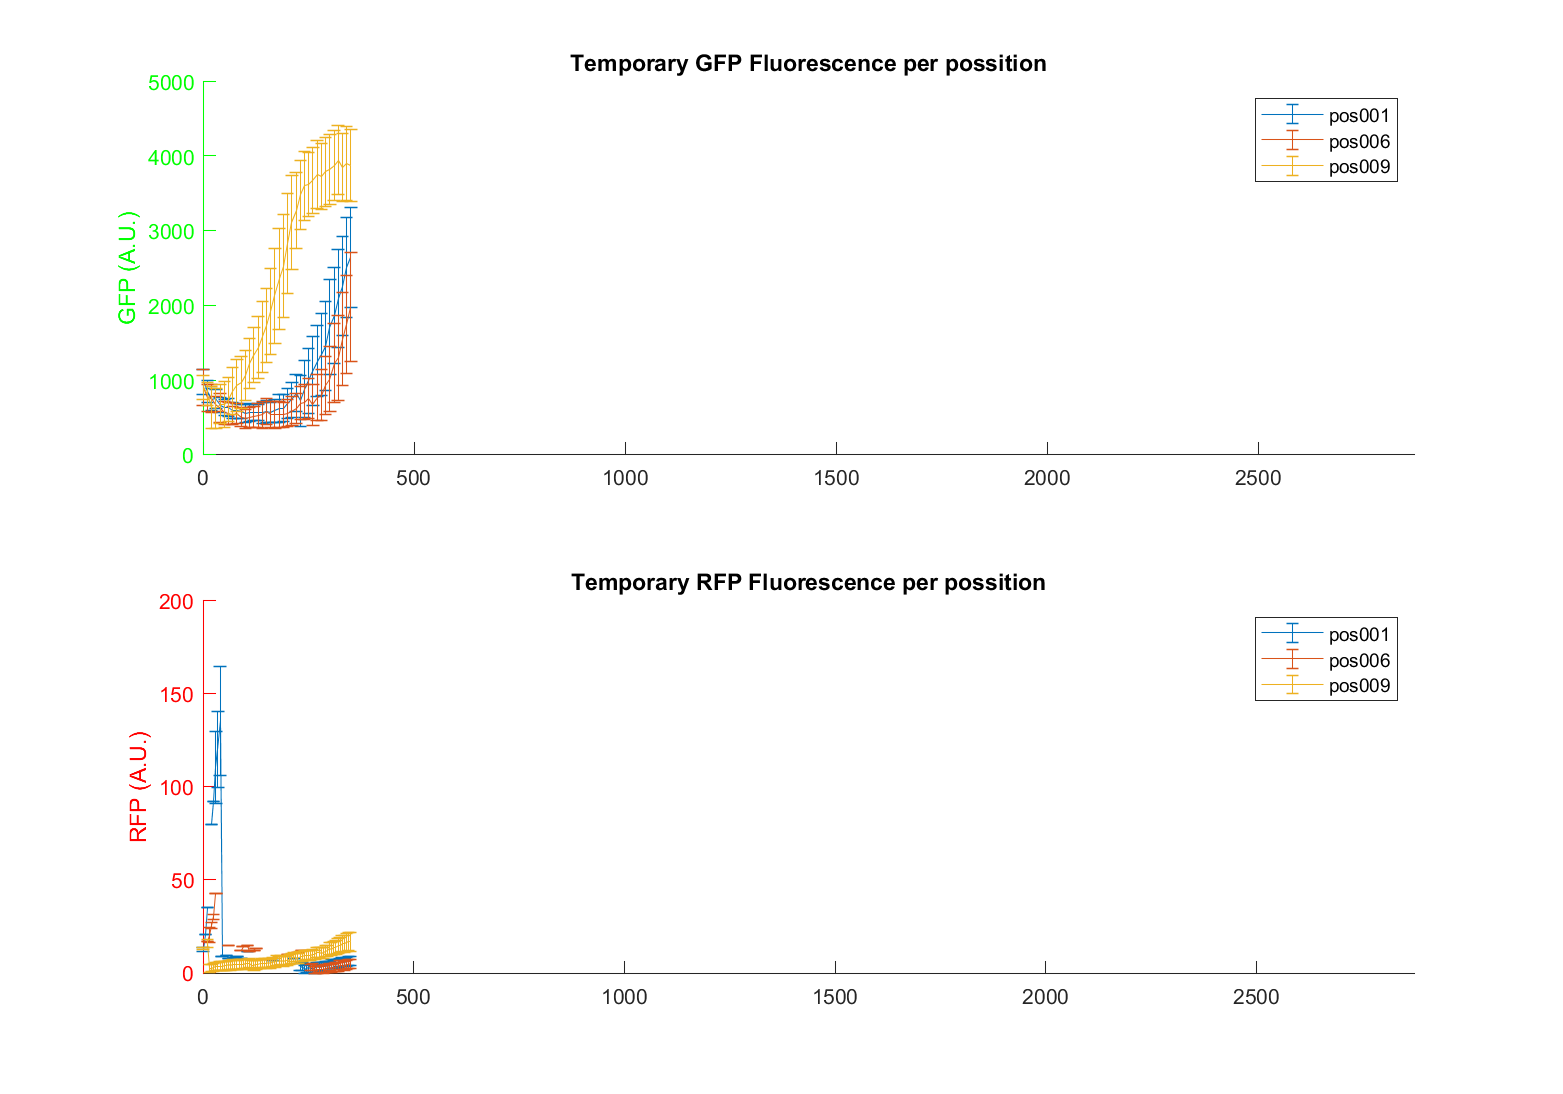 Temporary GFP Fluorescence per possition
5000
4000
3000
2000
1000
0
GFP (A.U.)
0 500 1000 1500 2000 2500
pos001
pos006
pos009
Temporary RFP Fluorescence per possition
200
150
100
50
0
RFP (A.U.)
0 500 1000 1500 2000 2500
pos001
pos006
pos009